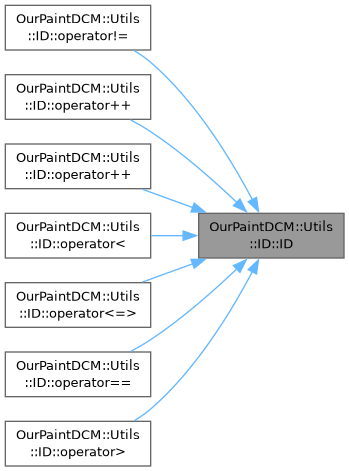 OurPaintDCM::Utils
::ID::operator!=
OurPaintDCM::Utils
::ID::operator++
OurPaintDCM::Utils
::ID::operator++
OurPaintDCM::Utils
::ID::operator<
OurPaintDCM::Utils
::ID::ID
OurPaintDCM::Utils
::ID::operator<=>
OurPaintDCM::Utils
::ID::operator==
OurPaintDCM::Utils
::ID::operator>